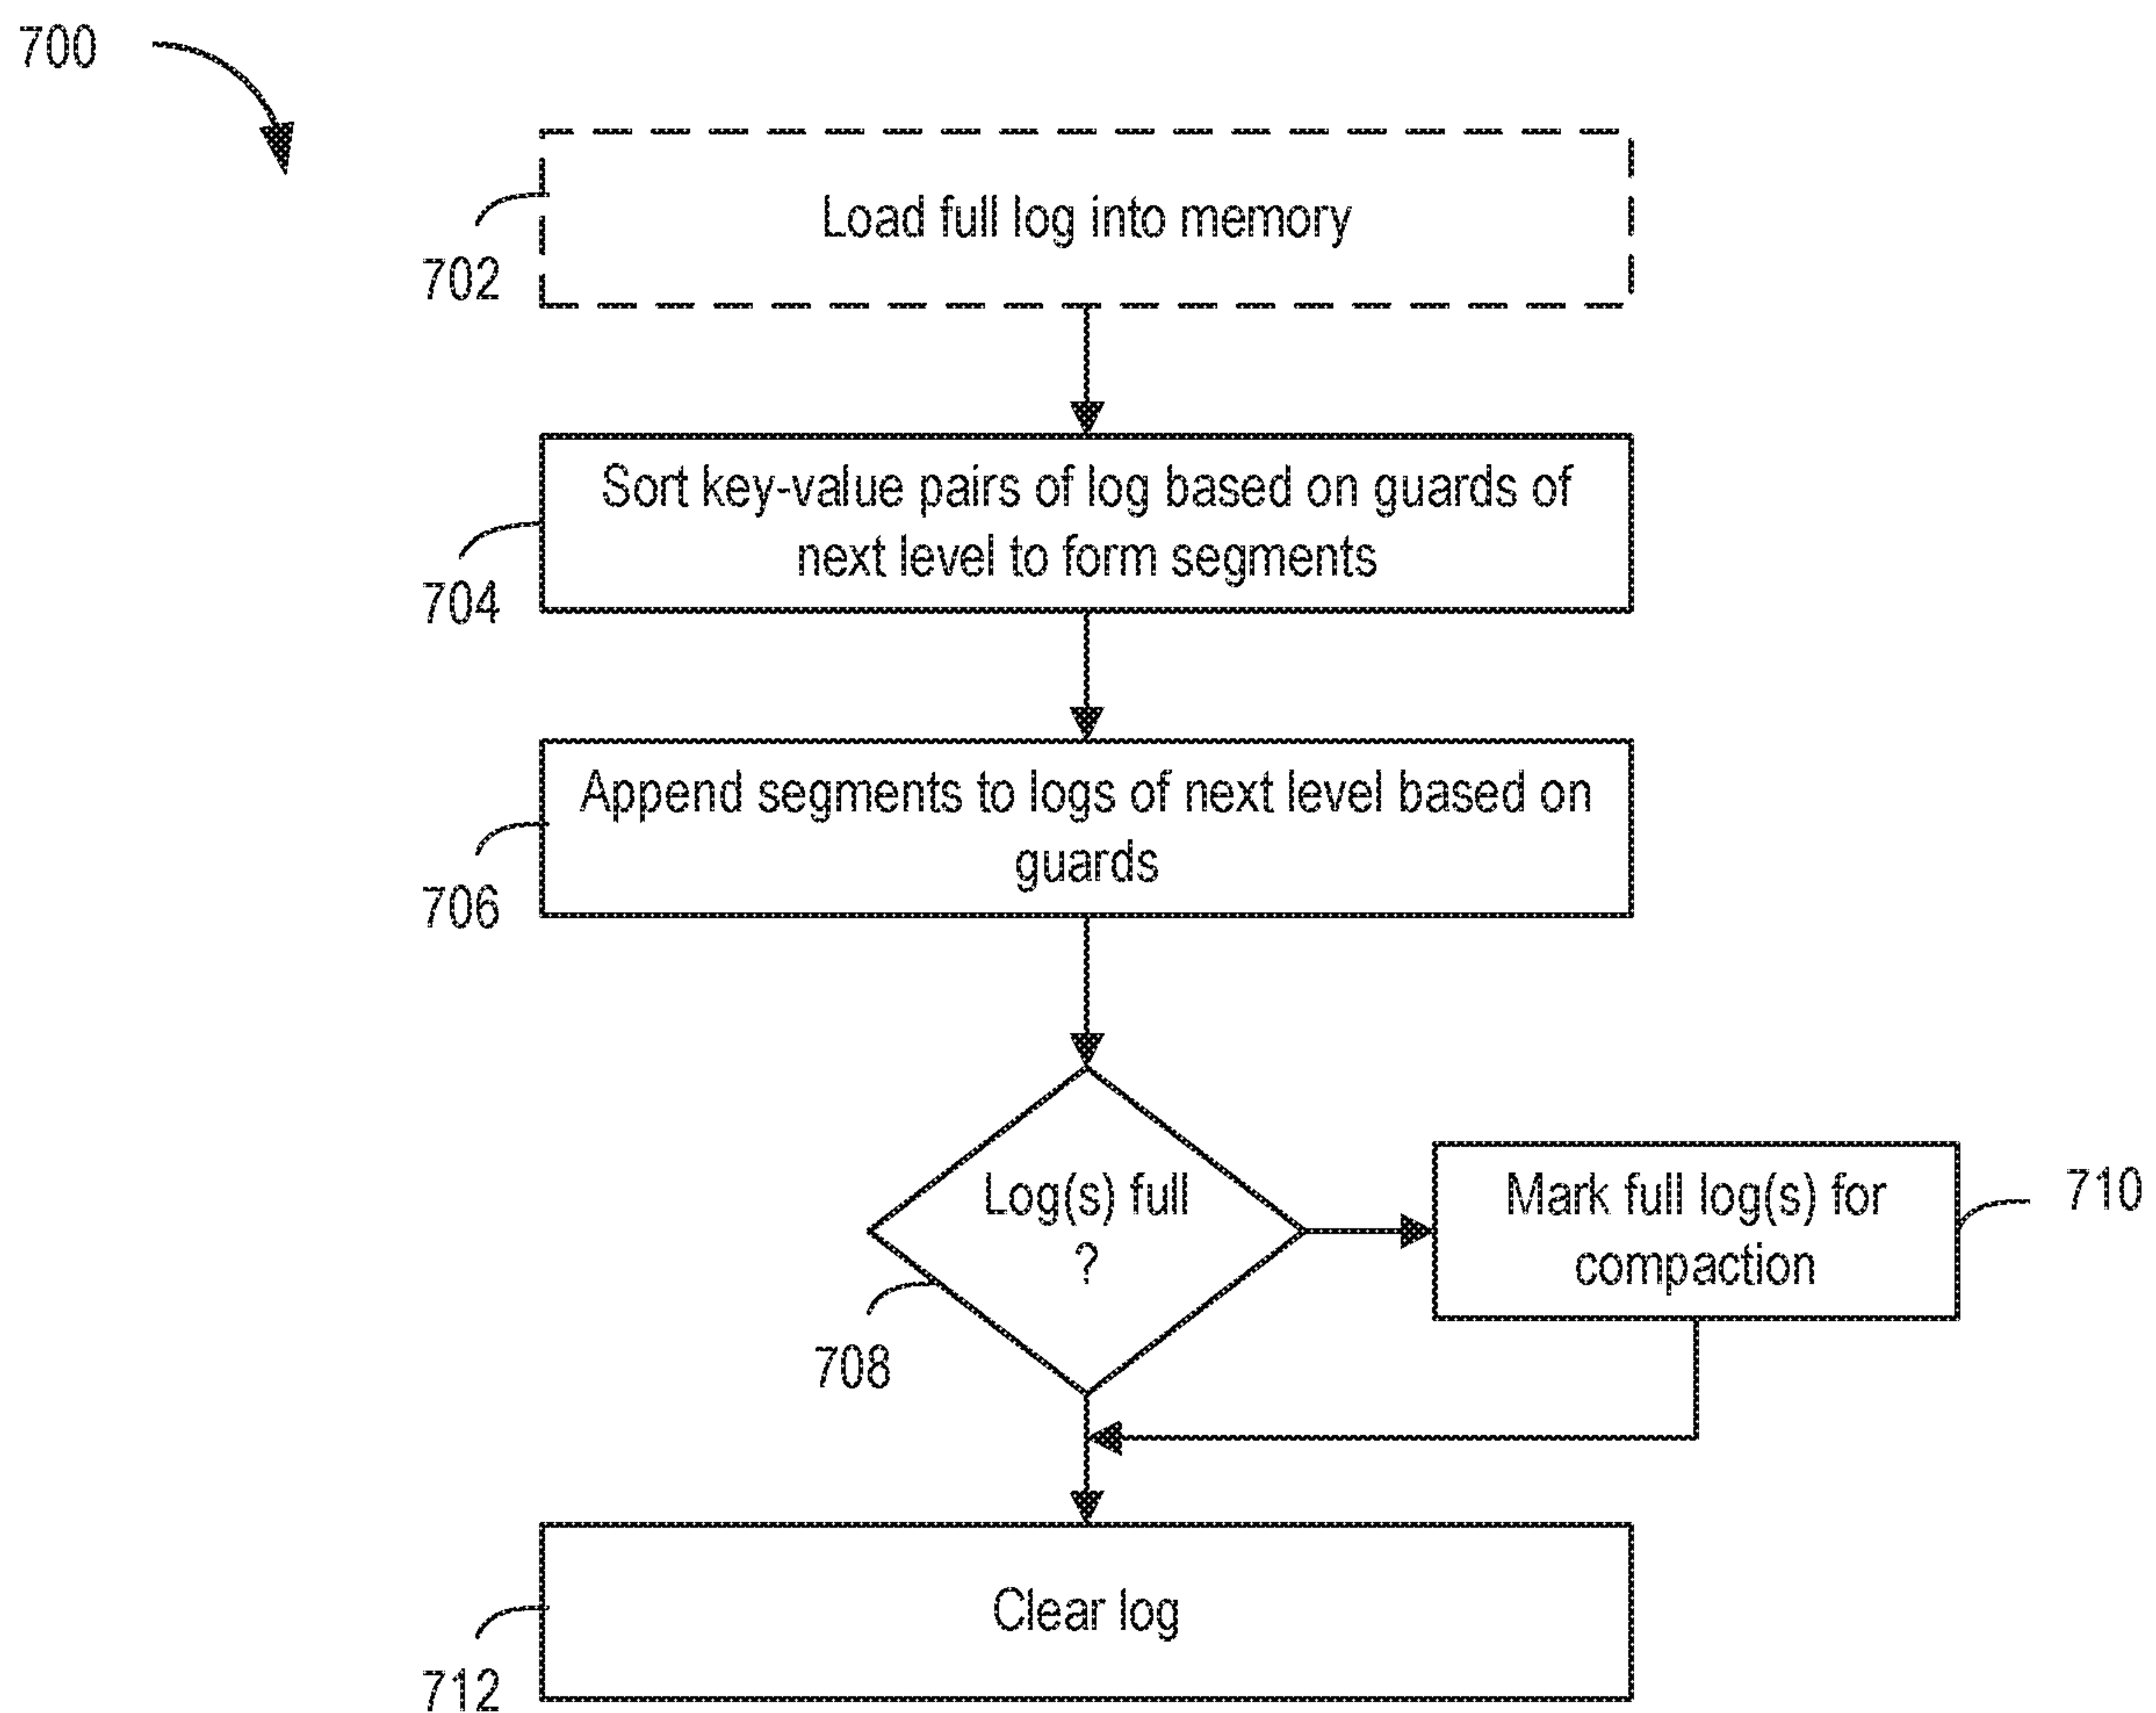 700
Load full log into memory
702
Sort key-value pairs of log based on guards of
next level to form segments
704
Append segments to logs of next level based on
guards
706
Log(s) full
?
708
Mark full log(s) for
compaction
710
Clear log
712